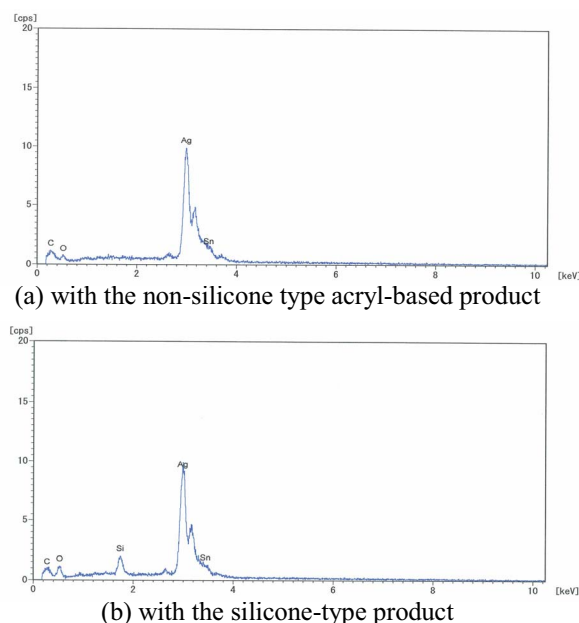 [cps]
20
15
10
5
0
Ag
C
O
Sn
0
2
4
6
8
10
[keV]
(a) with the non-silicone type acryl-based product
[cps]
20
15
10
5
0
Ag
Si
C
O
Sn
0
2
4
6
8
10
[keV]
(b) with the silicone-type product